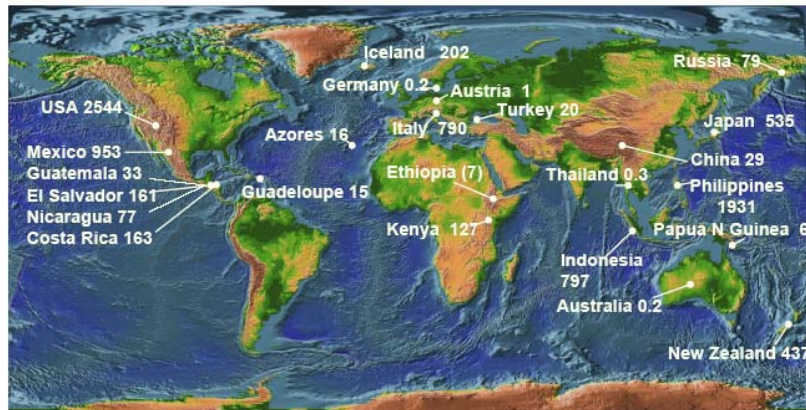 Iceland 202
Russia 79
Germany 0.2
Austria 1
USA 2544
Turkey 20
Azores 16
Italy 790
Japan 535
Mexico 953
China 29
Guatemala 33
Ethiopia (7)
Thailand 0.3
El Salvador 161
Guadeloupe 15
Philippines
1931
Nicaragua 77
Kenya 127
Papua N Guinea 6
Costa Rica 163
Indonesia
797
Australia 0.2
New Zealand 437